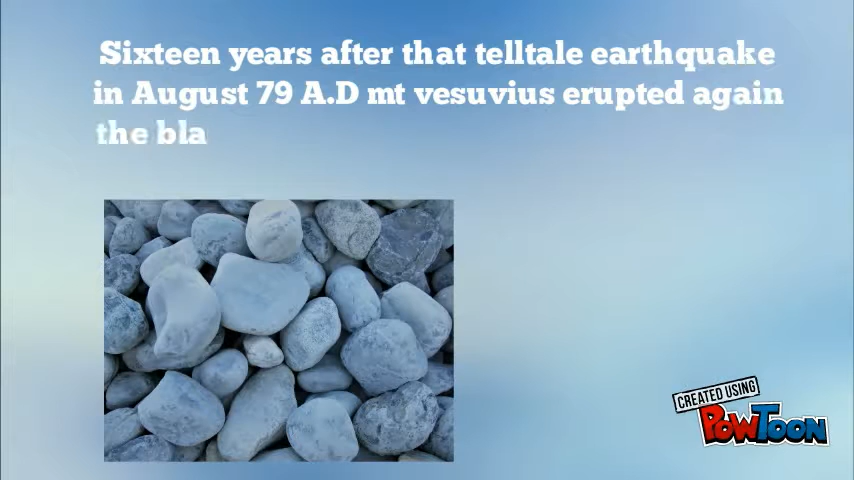 Sixteen years after that telltale earthquake
in August 79 A.D mt vesuvius erupted again
the bla
CREATED USING
POWTOON